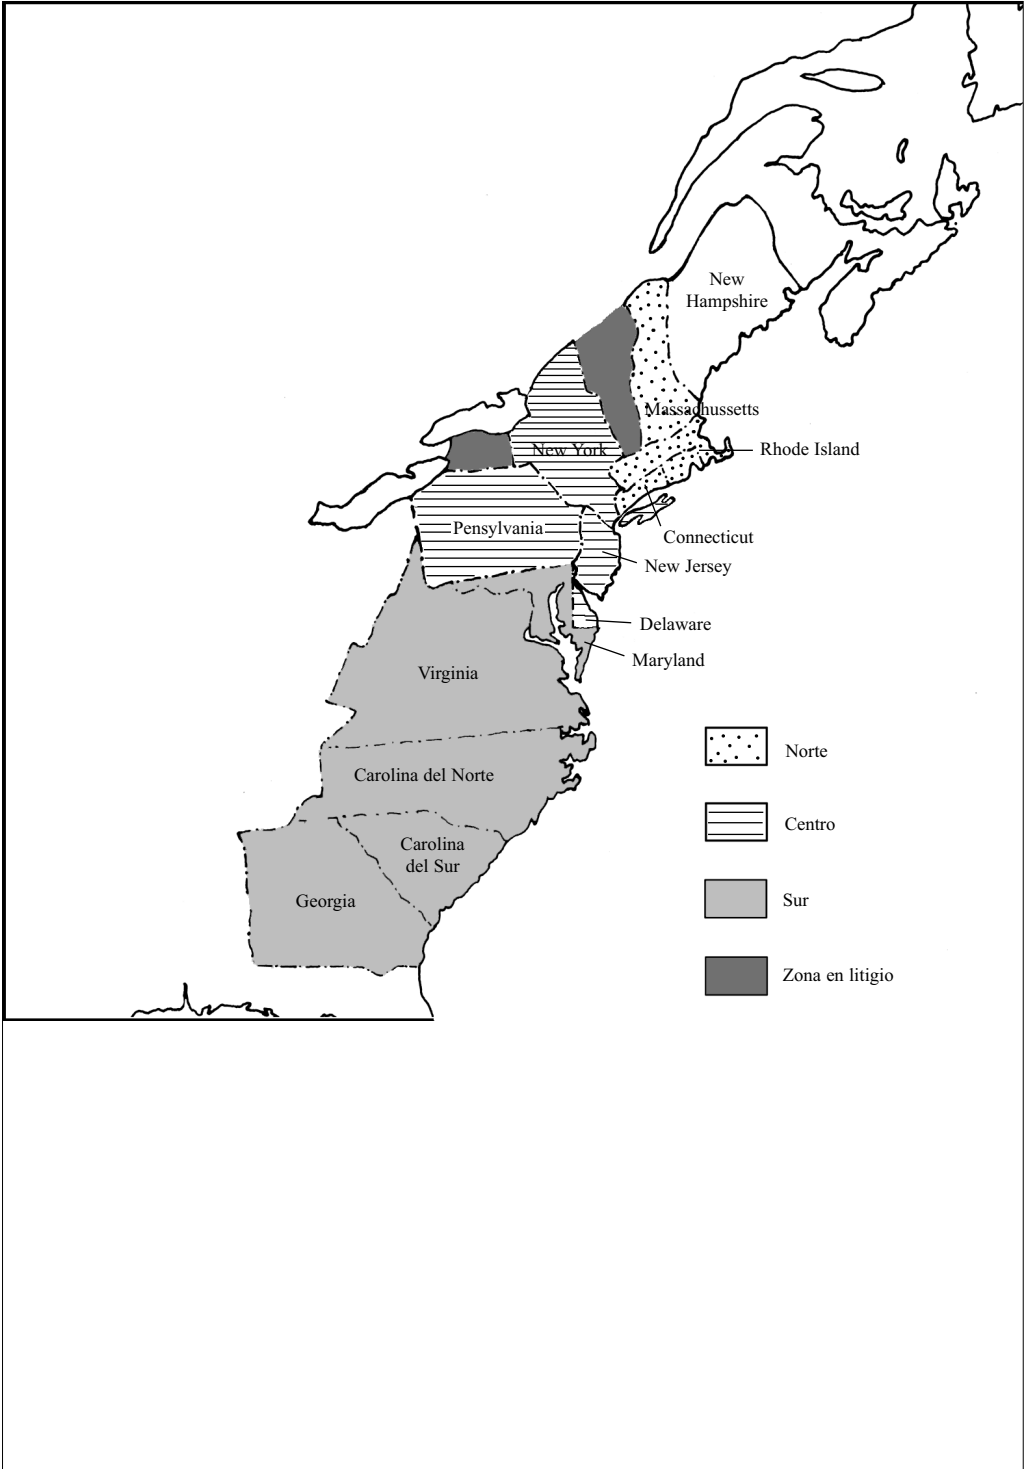 New
Hampshire
Massachussetts
New York
Rhode Island
Pensylvania
Connecticut
New Jersey
Delaware
Maryland
Virginia
Norte
Carolina del Norte
Centro
Carolina
del Sur
Georgia
Sur
Zona en litigio